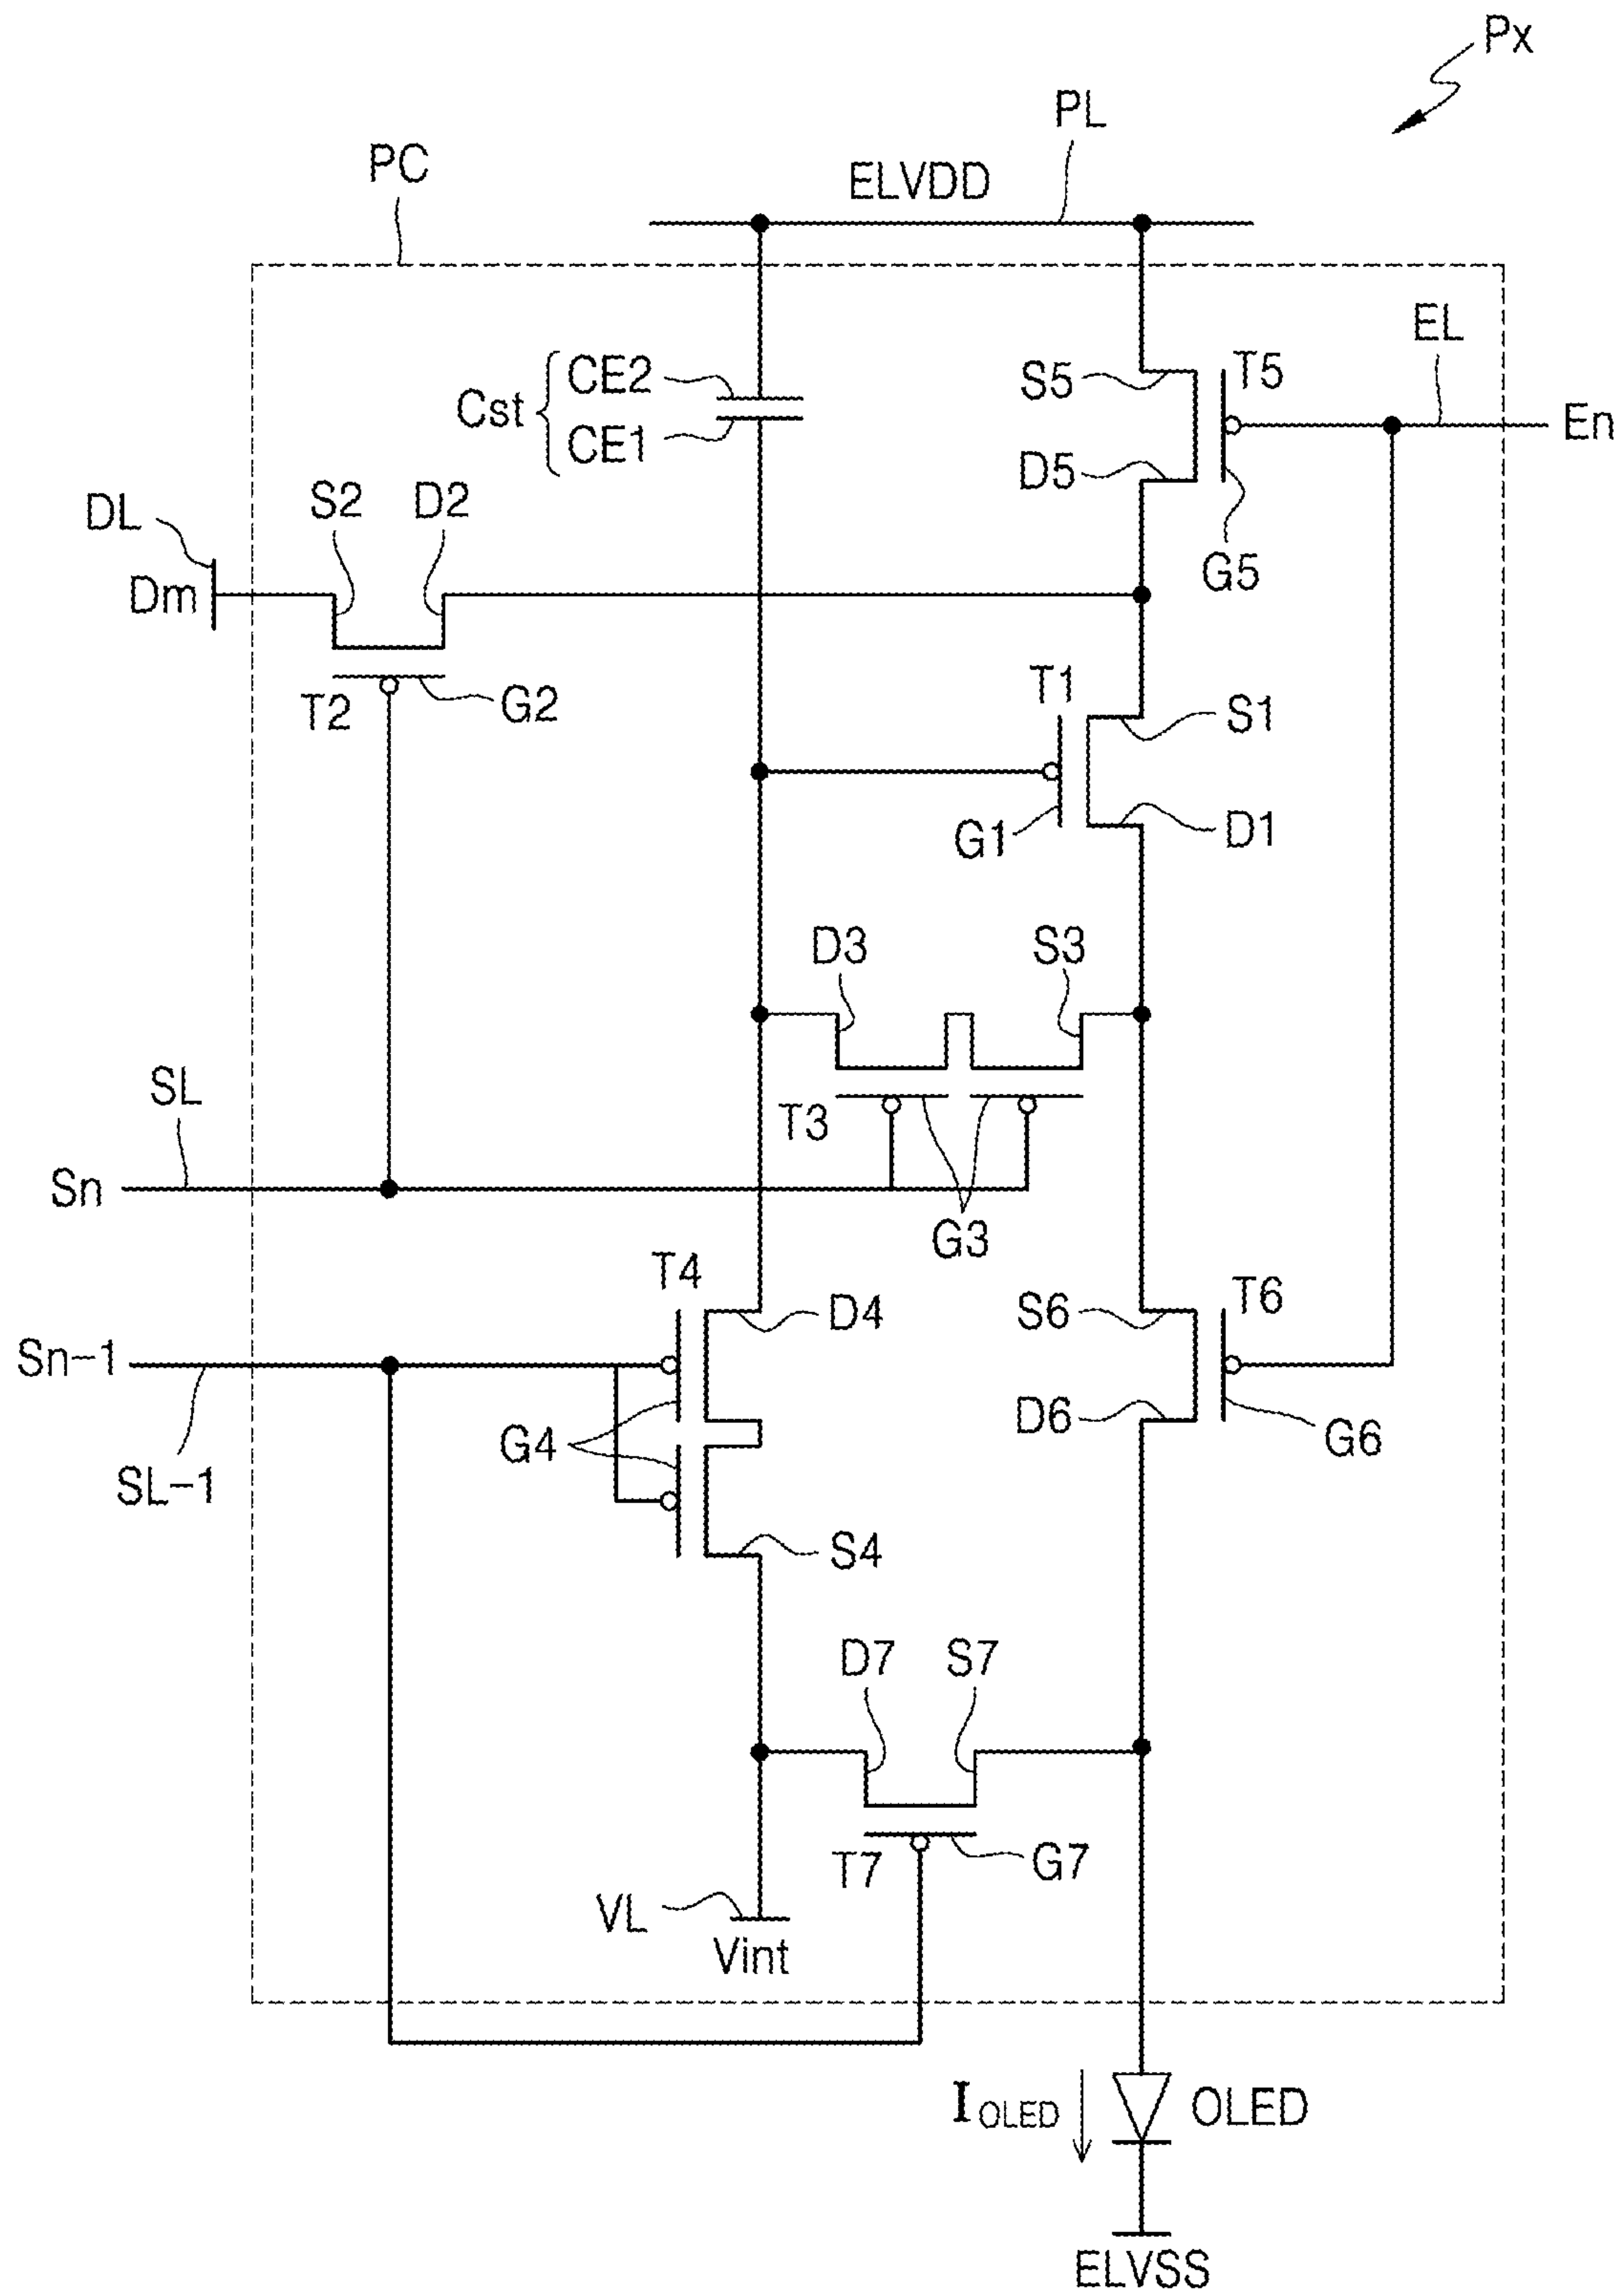 Px
PL
PC
ELVDD
EL
CE2
S5
T5
Cst
En
CE1
D5
S2
D2
DL
G5
Dm
T1
T2
G2
S1
G1
D1
D3
S3
SL
T3
Sn
G3
T4
D4
S6
T6
Sn-1
D6
G4
G6
SL-1
S4
D7
S7
T7
G7
VL
Vint
IOLED
OLED
ELVSS